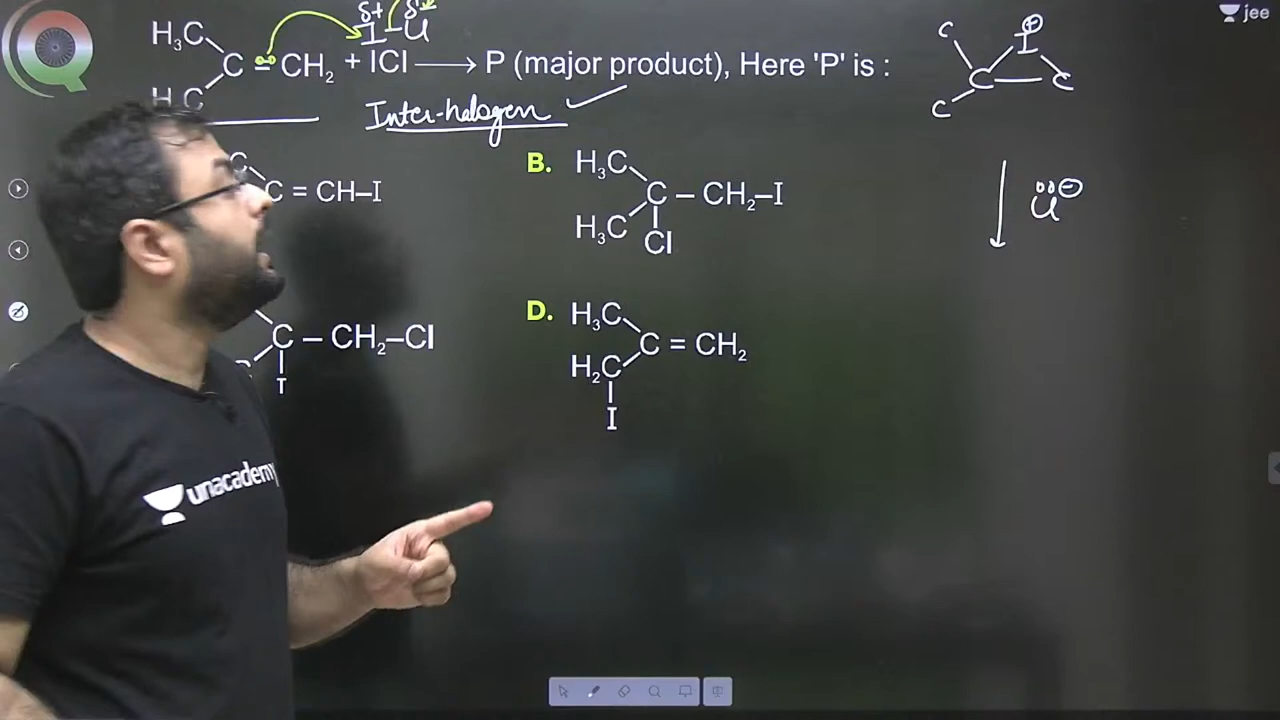 jee
δ+ δ-
I-Cl
H₃C
C = CH₂ + ICl ⟶ P (major product), Here 'P' is :
H₃C
Inter-halogen
C
I⊕
C
C
C
C
C = CH–I
B.
H₃C
C – CH₂–I
H₃C
Cl
Cl⊖
C – CH₂–Cl
I
D.
H₃C
C = CH₂
H₂C
I
unacademy